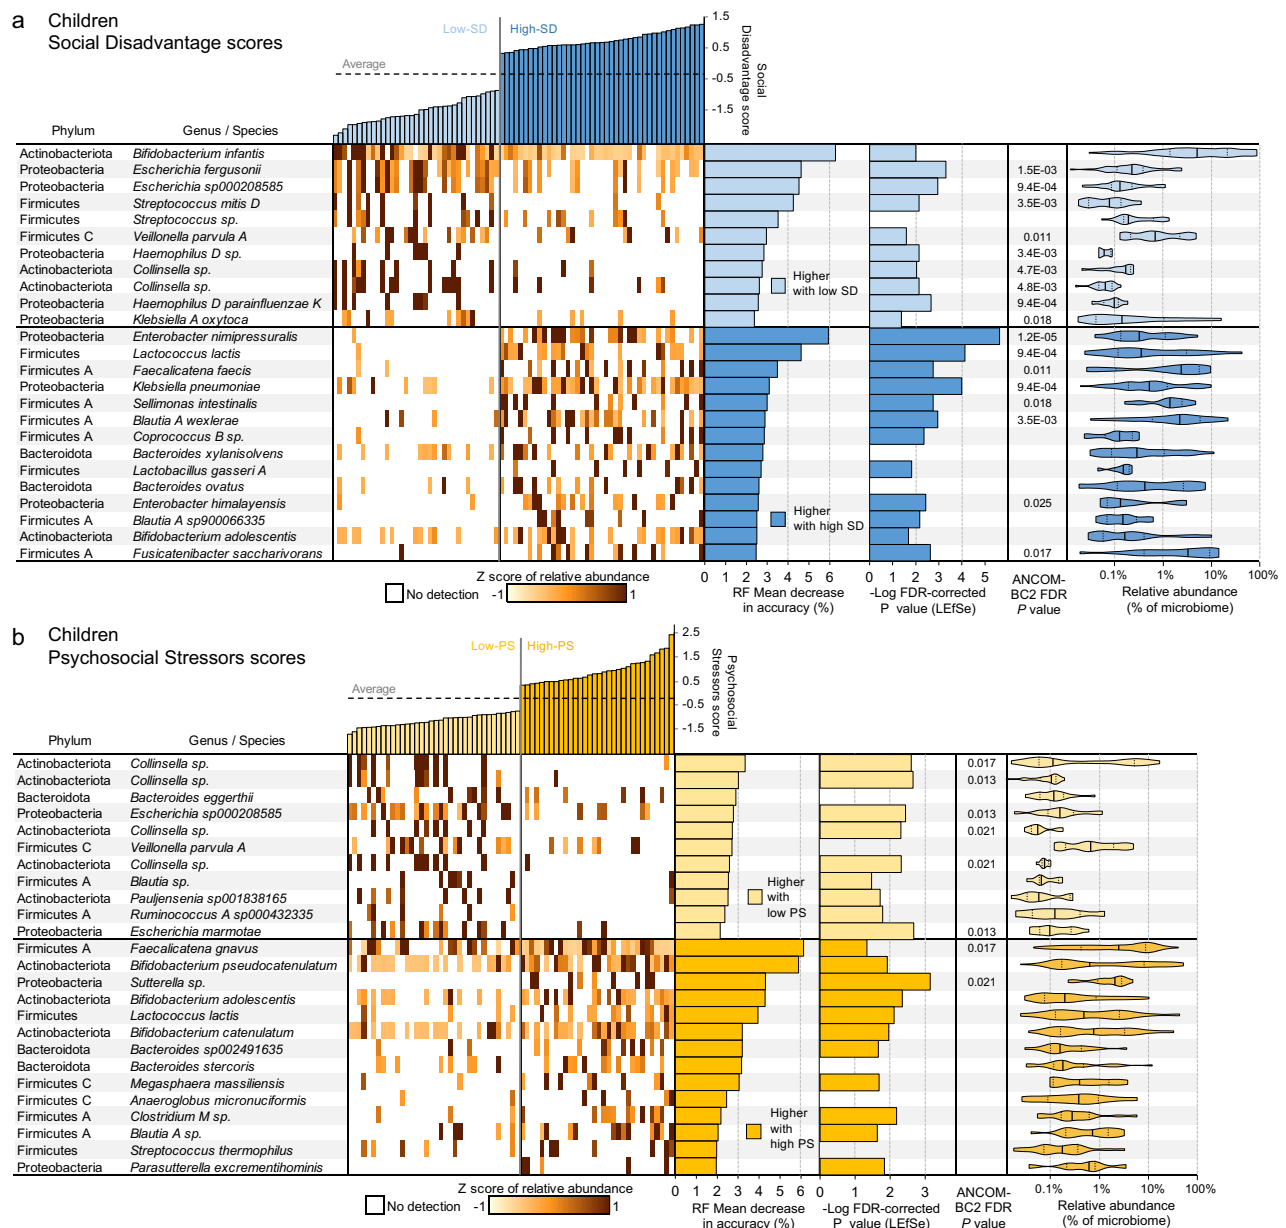 a
Children
Social Disadvantage scores
Low-SD
High-SD
Average
1.5
0.5
-0.5
-1.5
Social
Disadvantage score
Phylum Genus / Species
Actinobacteriota Bifidobacterium infantis
Proteobacteria Escherichia fergusonii 1.5E-03
Proteobacteria Escherichia sp000208585 9.4E-04
Firmicutes Streptococcus mitis D 3.5E-03
Firmicutes Streptococcus sp.
Firmicutes C Veillonella parvula A 0.011
Proteobacteria Haemophilus D sp. 3.4E-03
Actinobacteriota Collinsella sp. 4.7E-03
Actinobacteriota Collinsella sp. 4.8E-03
Proteobacteria Haemophilus D parainfluenzae K 9.4E-04
Proteobacteria Klebsiella A oxytoca 0.018
Higher
with low SD
Proteobacteria Enterobacter nimipressuralis 1.2E-05
Firmicutes Lactococcus lactis 9.4E-04
Firmicutes A Faecalicatena faecis 0.011
Proteobacteria Klebsiella pneumoniae 9.4E-04
Firmicutes A Sellimonas intestinalis 0.018
Firmicutes A Blautia A wexlerae 3.5E-03
Firmicutes A Coprococcus B sp.
Bacteroidota Bacteroides xylanisolvens
Firmicutes Lactobacillus gasseri A
Bacteroidota Bacteroides ovatus
Proteobacteria Enterobacter himalayensis 0.025
Firmicutes A Blautia A sp900066335
Actinobacteriota Bifidobacterium adolescentis
Firmicutes A Fusicatenibacter saccharivorans 0.017
Higher
with high SD
No detection
Z score of relative abundance
-1 1
0 1 2 3 4 5 6
RF Mean decrease
in accuracy (%)
0 1 2 3 4 5
-Log FDR-corrected
P value (LEfSe)
ANCOM-
BC2 FDR
P value
0.1% 1% 10% 100%
Relative abundance
(% of microbiome)
b
Children
Psychosocial Stressors scores
Low-PS
High-PS
Average
2.5
1.5
0.5
-0.5
-1.5
Psychosocial
Stressors score
Phylum Genus / Species
Actinobacteriota Collinsella sp. 0.017
Actinobacteriota Collinsella sp. 0.013
Bacteroidota Bacteroides eggerthii
Proteobacteria Escherichia sp000208585 0.013
Actinobacteriota Collinsella sp. 0.021
Firmicutes C Veillonella parvula A
Actinobacteriota Collinsella sp. 0.021
Firmicutes A Blautia sp.
Actinobacteriota Pauljensenia sp001838165
Firmicutes A Ruminococcus A sp000432335
Proteobacteria Escherichia marmotae 0.013
Higher
with
low PS
Firmicutes A Faecalicatena gnavus 0.017
Actinobacteriota Bifidobacterium pseudocatenulatum
Proteobacteria Sutterella sp. 0.021
Actinobacteriota Bifidobacterium adolescentis
Firmicutes Lactococcus lactis
Actinobacteriota Bifidobacterium catenulatum
Bacteroidota Bacteroides sp002491635
Bacteroidota Bacteroides stercoris
Firmicutes C Megasphaera massiliensis
Firmicutes C Anaeroglobus micronuciformis
Firmicutes A Clostridium M sp.
Firmicutes A Blautia A sp.
Firmicutes Streptococcus thermophilus
Proteobacteria Parasutterella excrementihominis
Higher
with
high PS
No detection
Z score of relative abundance
-1 1
0 1 2 3 4 5 6
RF Mean decrease
in accuracy (%)
0 1 2 3
-Log FDR-corrected
P value (LEfSe)
ANCOM-
BC2 FDR
P value
0.1% 1% 10% 100%
Relative abundance
(% of microbiome)